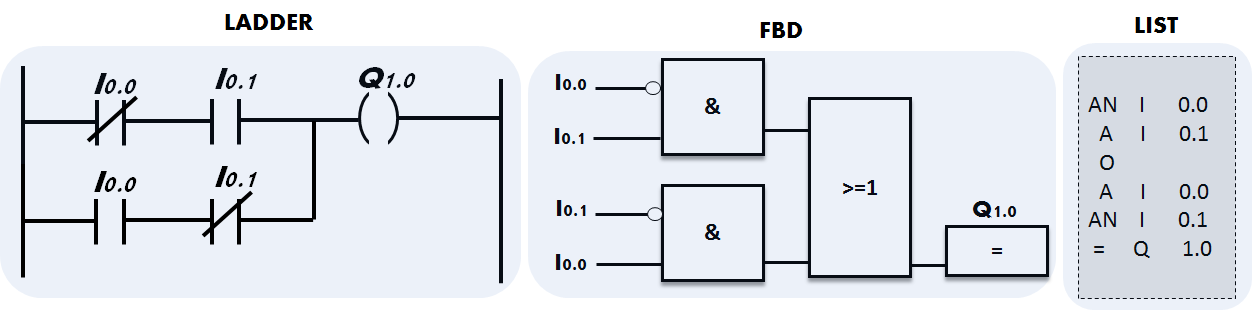 LADDER
I0.0
I0.1
Q1.0
I0.0
I0.1
FBD
I0.0
&
I0.1
>=1
I0.1
&
I0.0
Q1.0
=
LIST
AN I 0.0
A I 0.1
O
A I 0.0
AN I 0.1
= Q 1.0